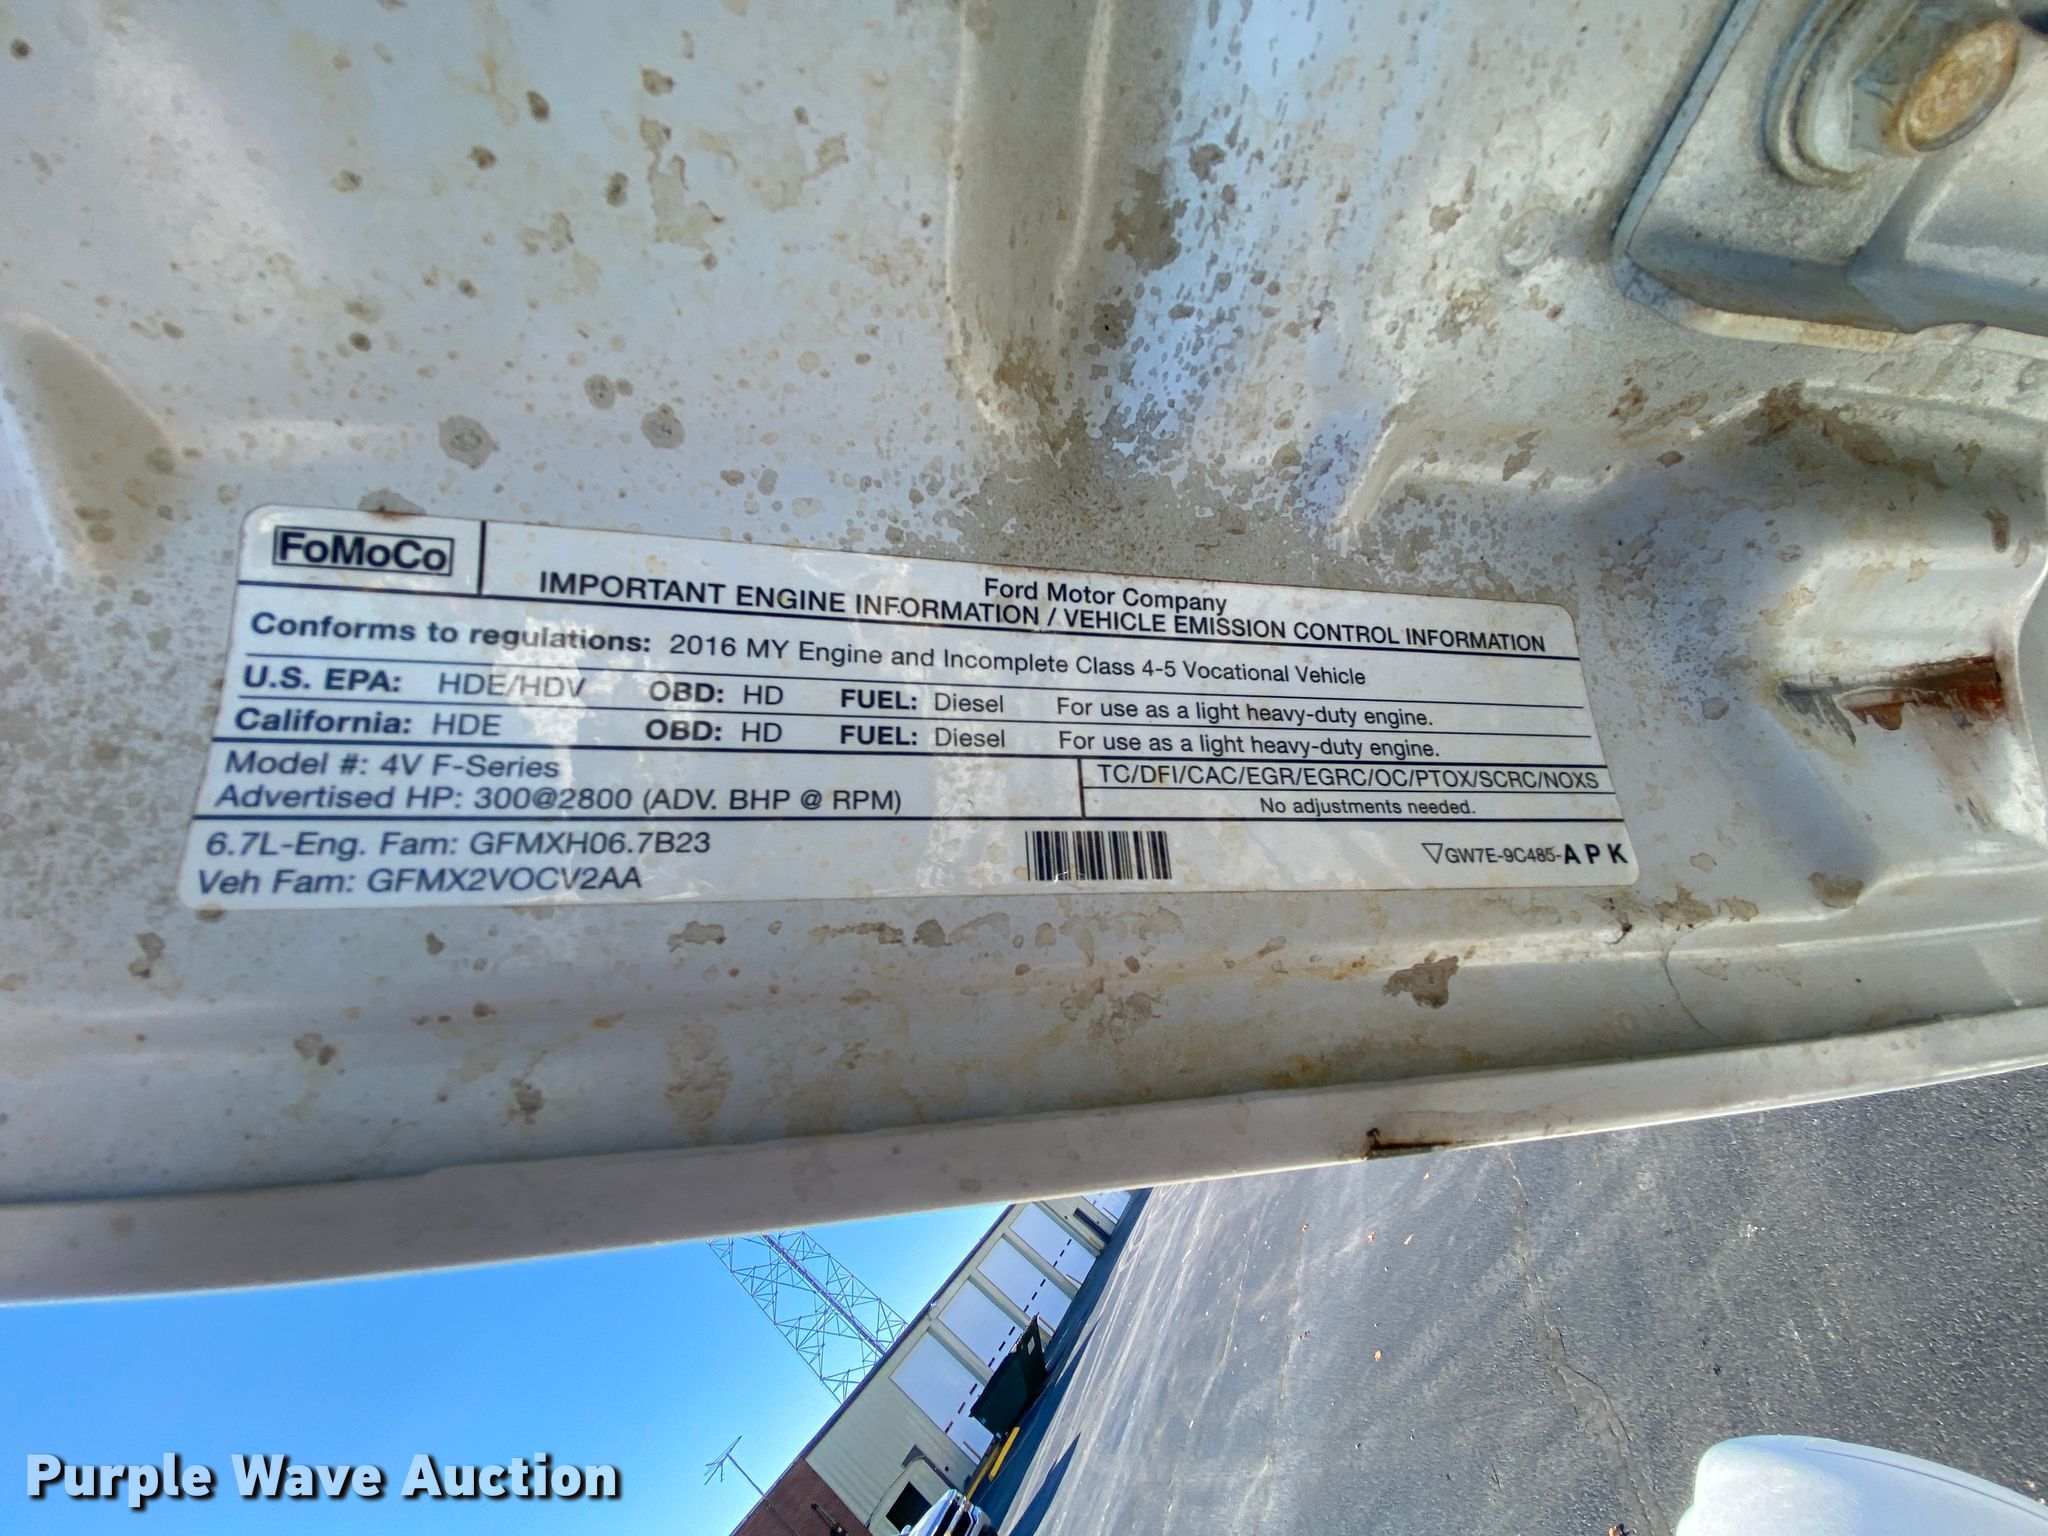 FoMoCo
Ford Motor Company
IMPORTANT ENGINE INFORMATION / VEHICLE EMISSION CONTROL INFORMATION
Conforms to regulations: 2016 MY Engine and Incomplete Class 4-5 Vocational Vehicle
U.S. EPA: HDE/HDV OBD: HD FUEL: Diesel For use as a light heavy-duty engine.
California: HDE OBD: HD FUEL: Diesel For use as a light heavy-duty engine.
Model #: 4V F-Series
Advertised HP: 300@2800 (ADV. BHP @ RPM)
TC/DFI/CAC/EGR/EGRC/OC/PTOX/SCRC/NOXS
No adjustments needed.
6.7L-Eng. Fam: GFMXH06.7B23
Veh Fam: GFMX2VOCV2AA
GW7E-9C485-A P K
Purple Wave Auction